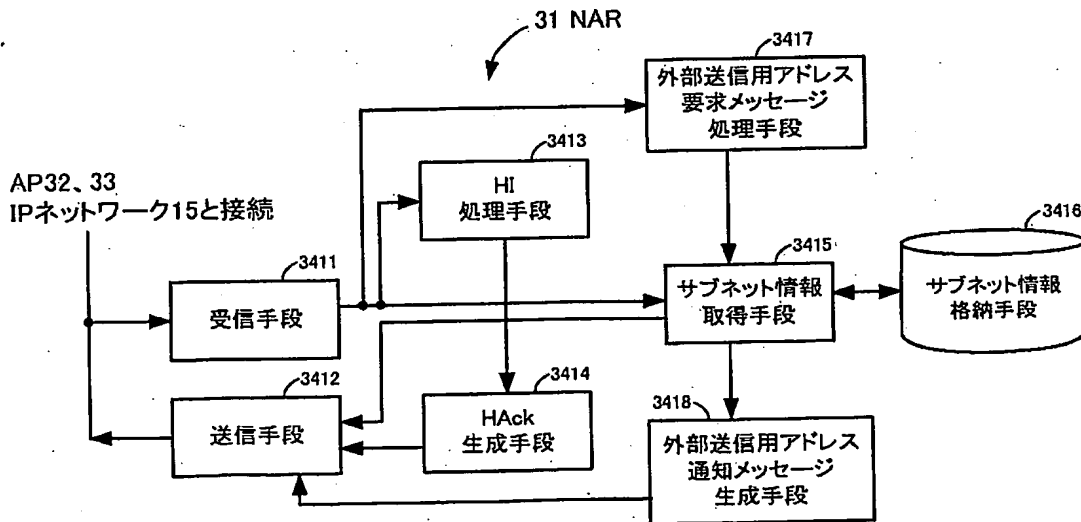 31 NAR
3417
外部送信用アドレス
要求メッセージ
処理手段
3413
HI
処理手段
AP32、33
IPネットワーク15と接続
3411
受信手段
3415
サブネット情報
取得手段
3416
サブネット情報
格納手段
3412
送信手段
3414
HAck
生成手段
3418
外部送信用アドレス
通知メッセージ
生成手段